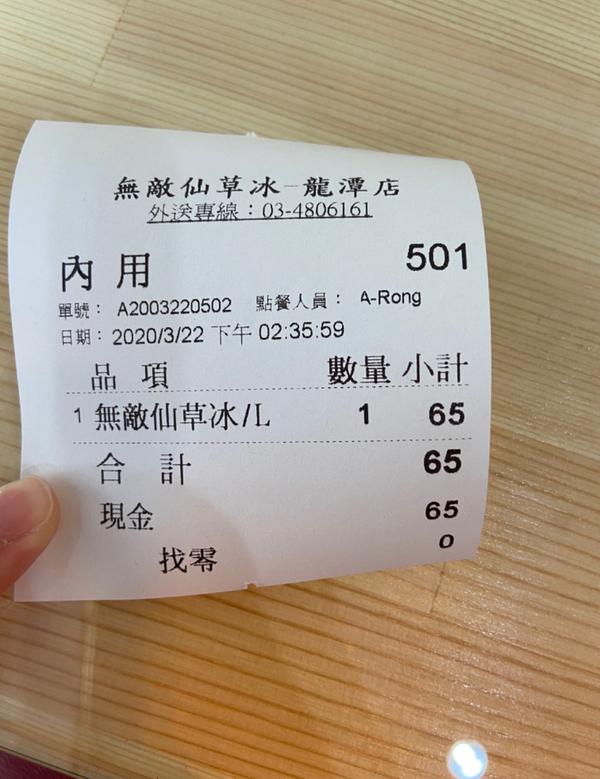 無敵仙草冰-龍潭店
外送專線：03-4806161
內 用 501
單號： A2003220502 點餐人員： A-Rong
日期： 2020/3/22 下午 02:35:59
品 項 數量 小計
1 無敵仙草冰/L 1 65
合 計 65
現金 65
找零 0